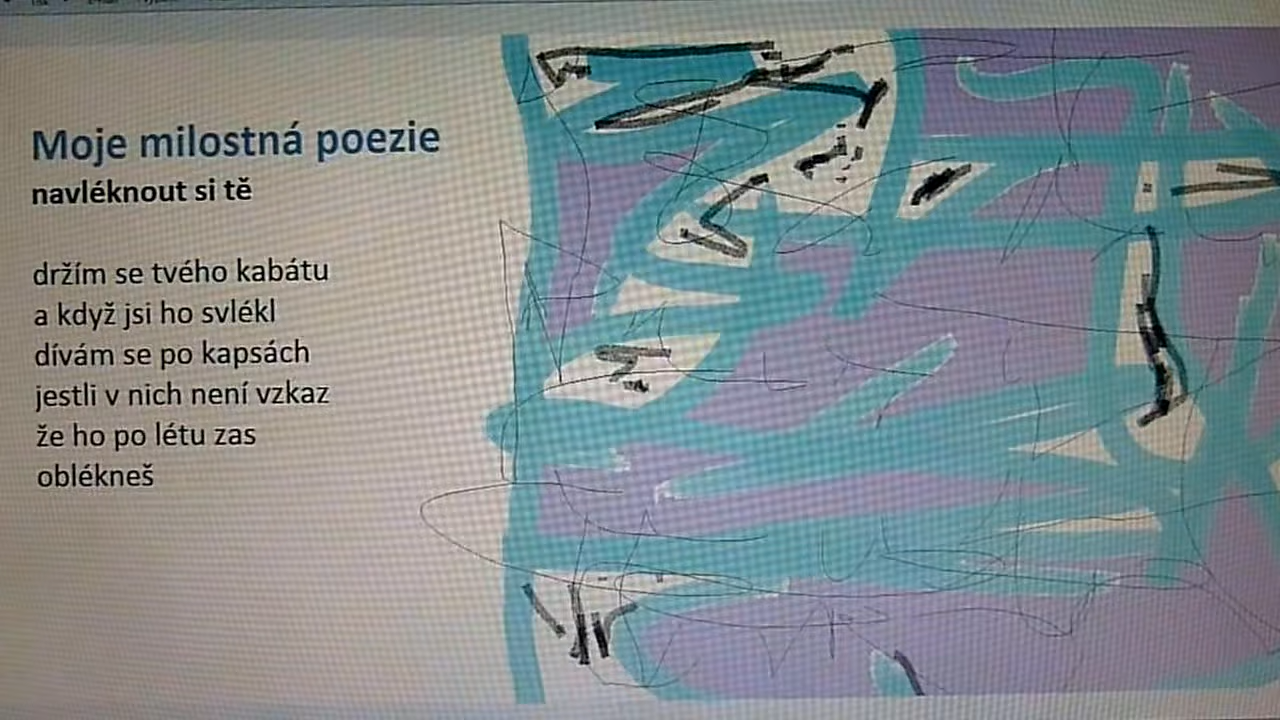 Moje milostná poezie
navléknout si tě
držím se tvého kabátu
a když jsi ho svlékl
dívám se po kapsách
jestli v nich není vzkaz
že ho po létu zas
oblékneš